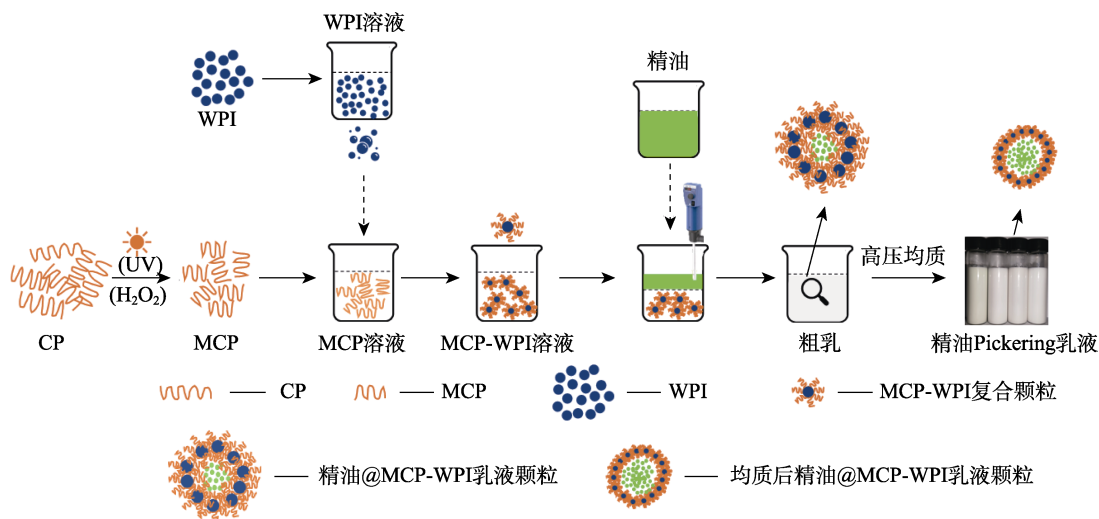 WPI溶液
WPI
精油
(UV)
(H₂O₂)
高压均质
CP
MCP
MCP溶液
MCP-WPI溶液
粗乳
精油Pickering乳液
CP
MCP
WPI
MCP-WPI复合颗粒
精油@MCP-WPI乳液颗粒
均质后精油@MCP-WPI乳液颗粒